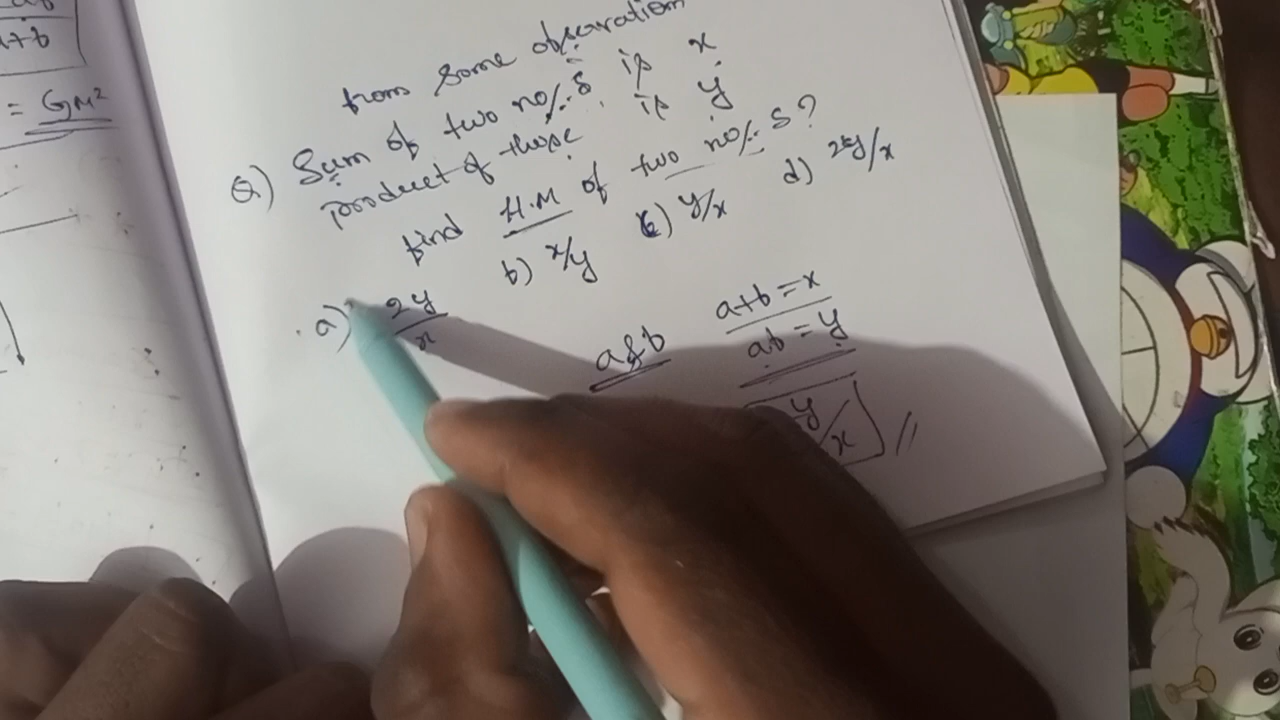 a+b
= GM²
from some observation
Q) Sum of two no/.s is x
product of those is y
find H.M of two no/.s?
a) 2y/x b) x/y c) y/x d) 2xy/x
a&b
a+b = x
ab = y
y/x //